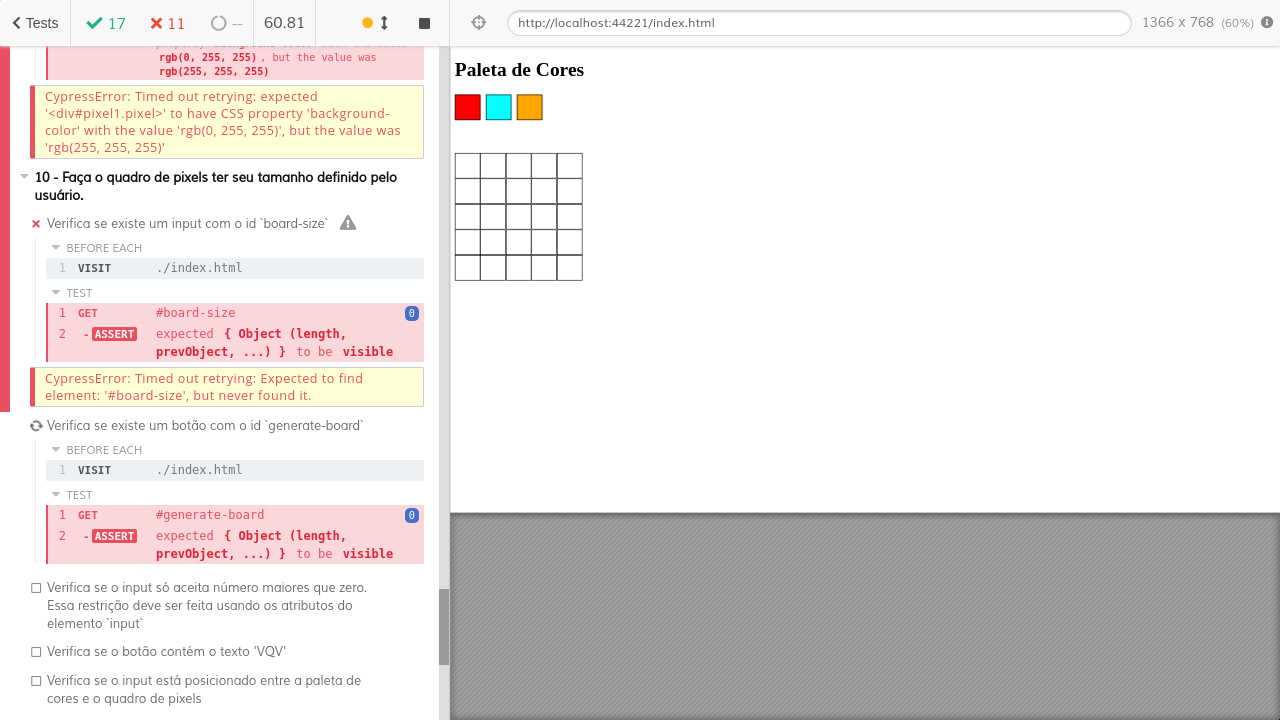 Tests 17 11 -- 60.81 http://localhost:44221/index.html 1366 x 768 (60%)
rgb(0, 255, 255) , but the value was
rgb(255, 255, 255)
CypressError: Timed out retrying: expected
'<div#pixel1.pixel>' to have CSS property 'background-
color' with the value 'rgb(0, 255, 255)', but the value was
'rgb(255, 255, 255)'
10 - Faça o quadro de pixels ter seu tamanho definido pelo
usuário.
Verifica se existe um input com o id `board-size`
BEFORE EACH
1 VISIT ./index.html
TEST
1 GET #board-size 0
2 -ASSERT expected { Object (length,
prevObject, ...) } to be visible
CypressError: Timed out retrying: Expected to find
element: '#board-size', but never found it.
Verifica se existe um botão com o id `generate-board`
BEFORE EACH
1 VISIT ./index.html
TEST
1 GET #generate-board 0
2 -ASSERT expected { Object (length,
prevObject, ...) } to be visible
Verifica se o input só aceita número maiores que zero.
Essa restrição deve ser feita usando os atributos do
elemento `input`
Verifica se o botão contém o texto 'VQV'
Verifica se o input está posicionado entre a paleta de
cores e o quadro de pixels
Paleta de Cores